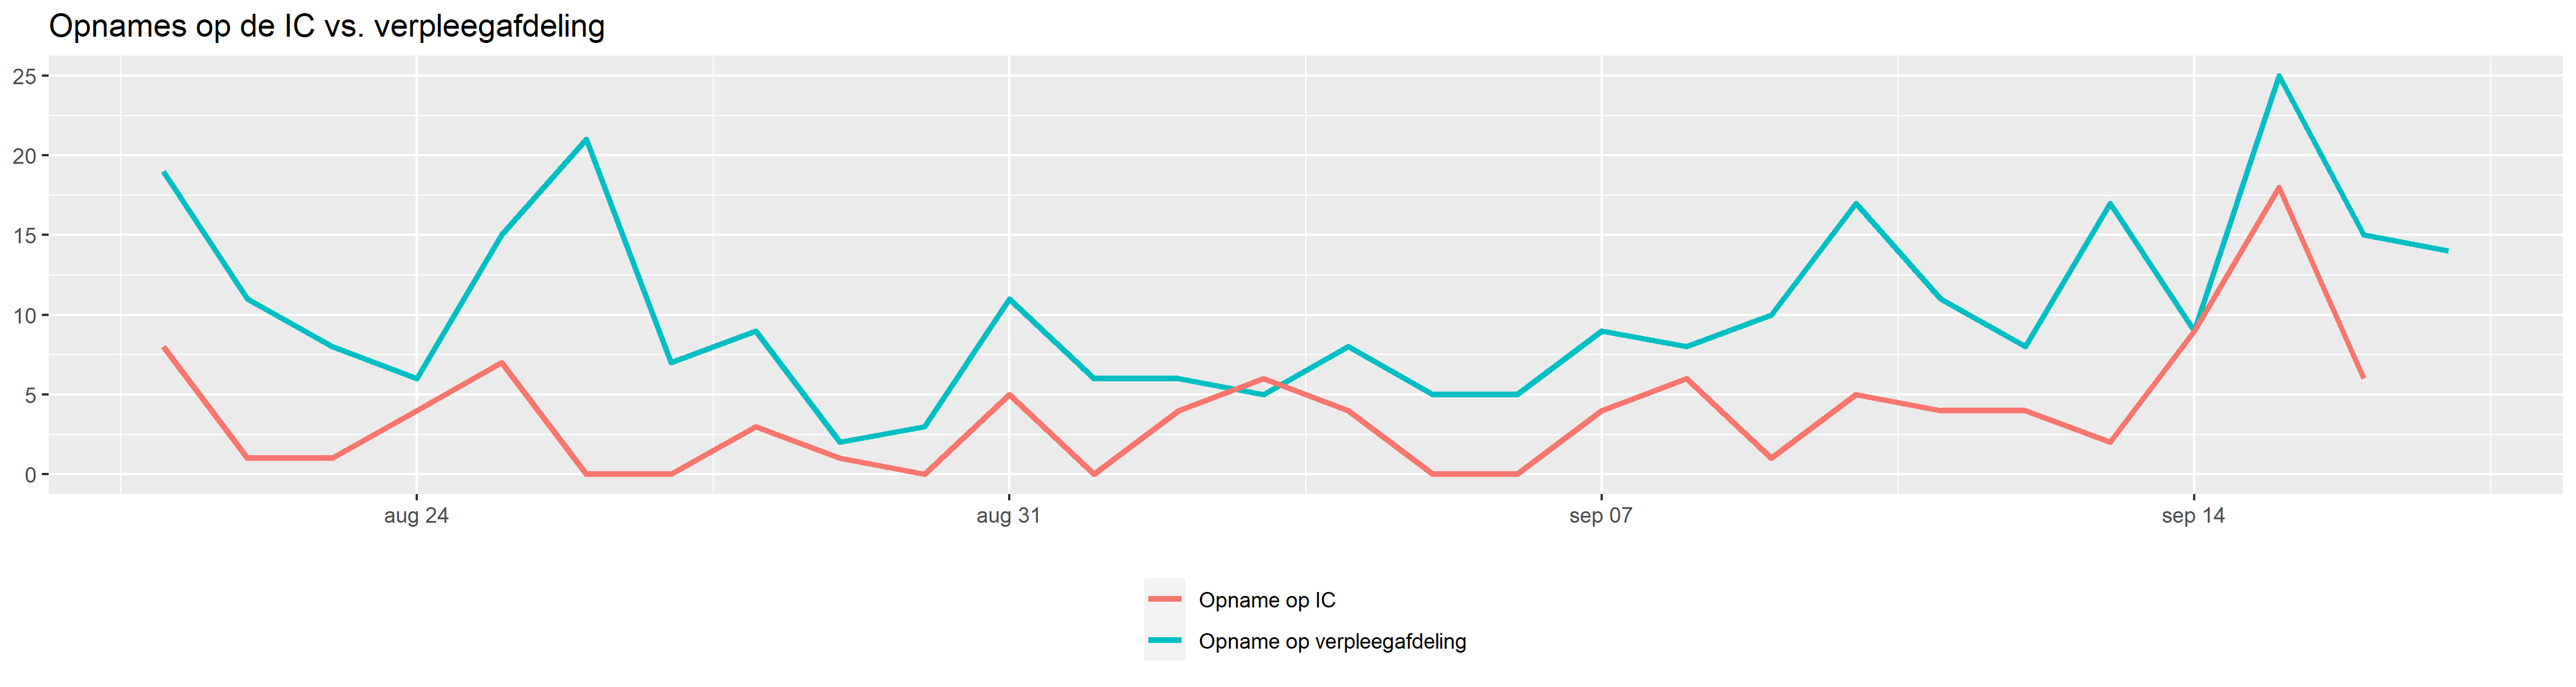 Opnames op de IC vs. verpleegafdeling
25
20
15
10
5
0
aug 24 aug 31 sep 07 sep 14
Opname op IC
Opname op verpleegafdeling